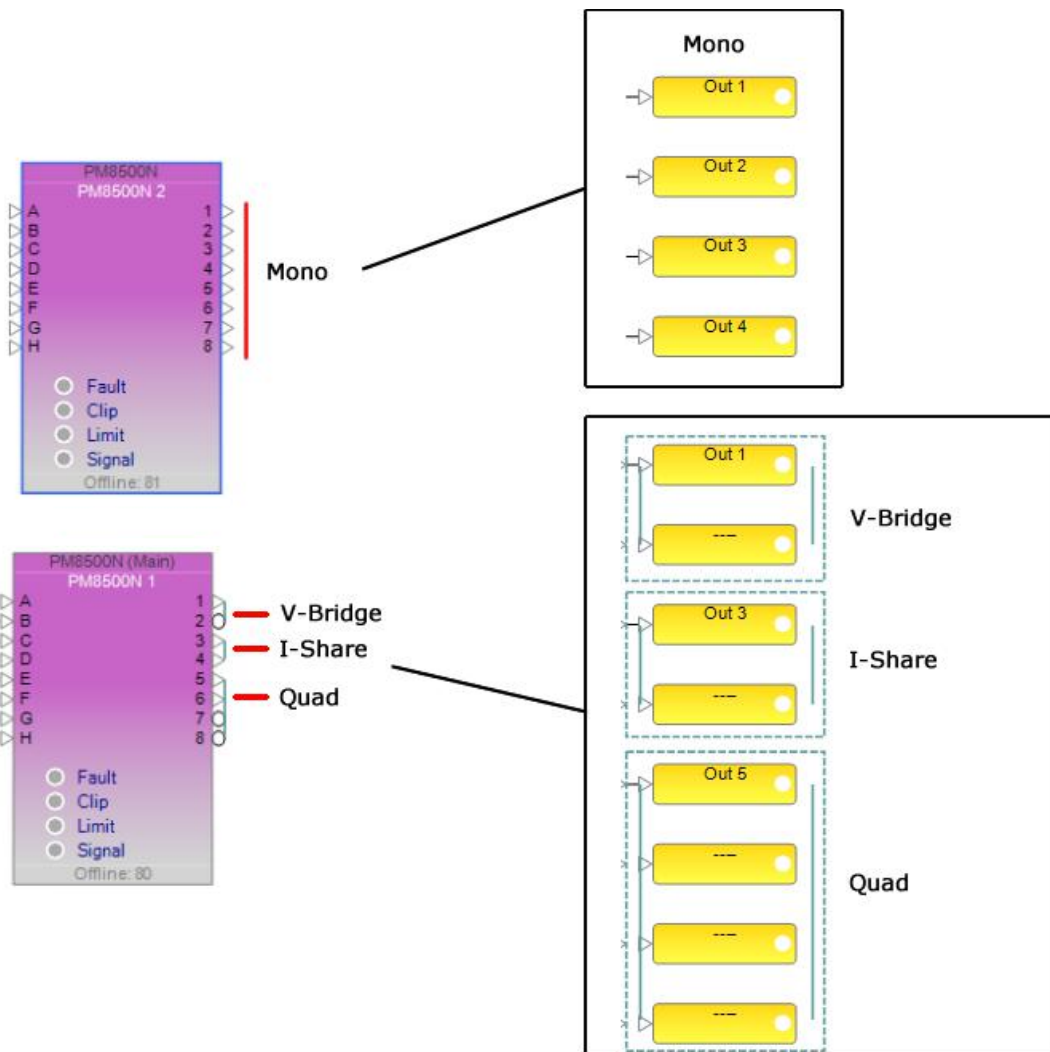 Mono
Out 1
Out 2
Out 3
Out 4
PM8500N
PM8500N 2
A 1
B 2
C 3
D 4
E 5
F 6
G 7
H 8
Mono
Fault
Clip
Limit
Signal
Offline: 81
PM8500N (Main)
PM8500N 1
A 1
B 2
C 3
D 4
E 5
F 6
G 7
H 8
V-Bridge
I-Share
Quad
Fault
Clip
Limit
Signal
Offline: 80
Out 1
----
V-Bridge
Out 3
----
I-Share
Out 5
----
----
----
Quad